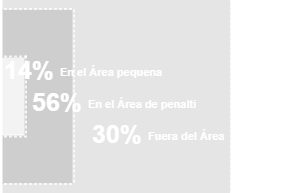 14% En el Área pequena
56% En el Área de penalti
30% Fuera del Área